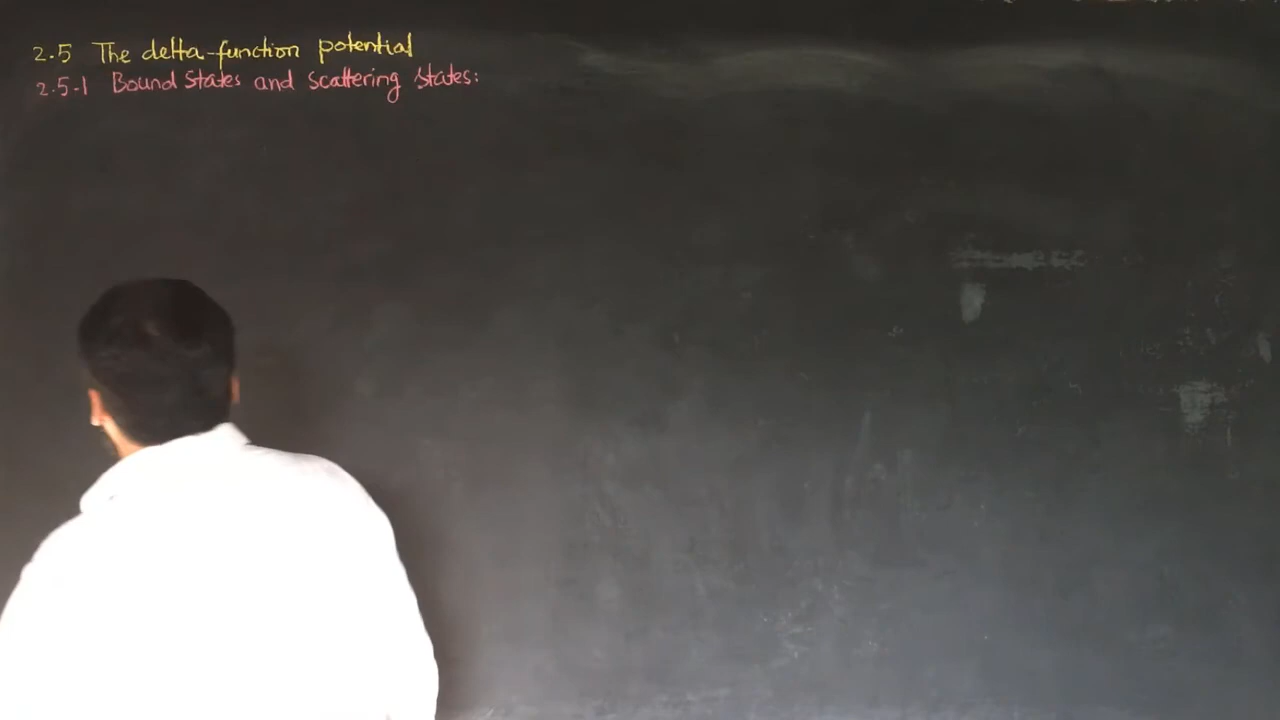 2.5 The delta-function potential
2.5.1 Bound States and Scattering States: